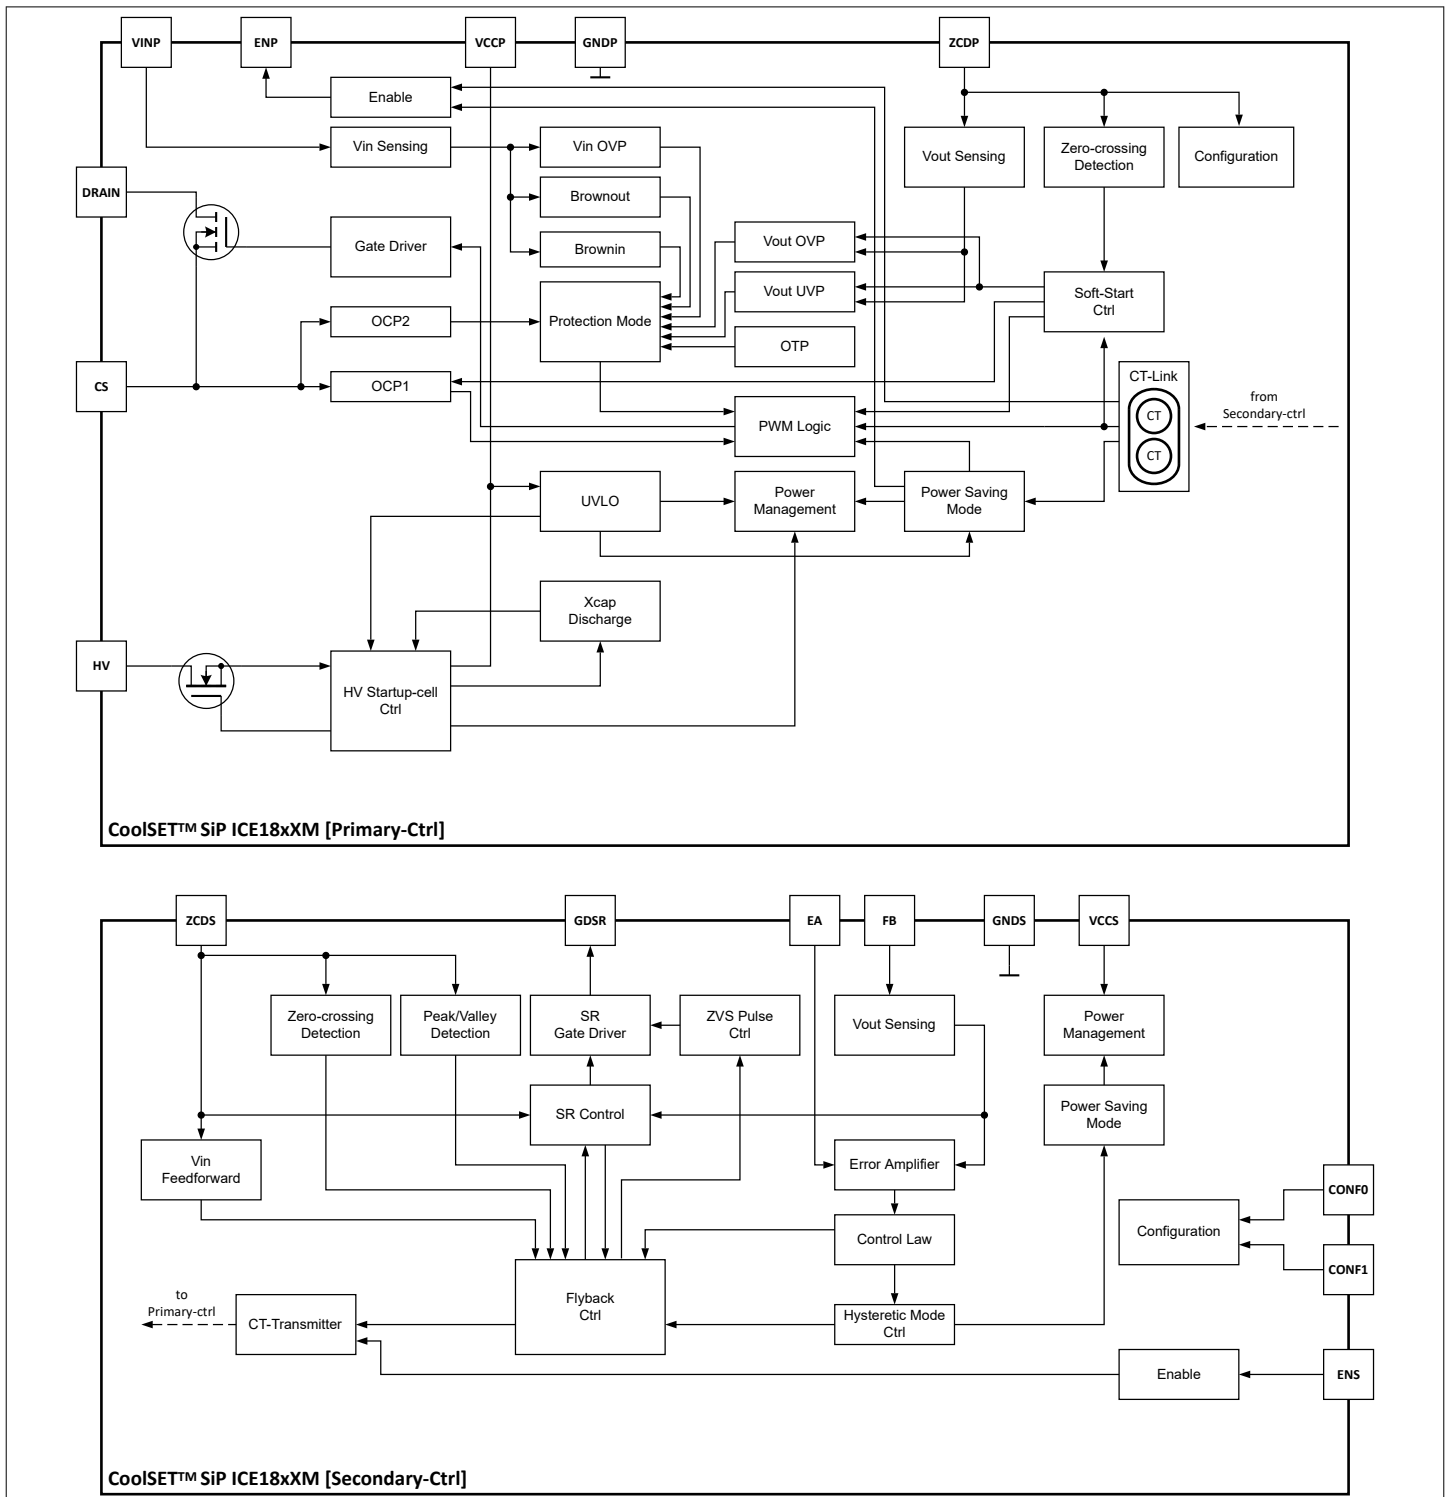 VINP
ENP
VCCP
GNDP
ZCDP
Enable
Vin Sensing
Vin OVP
Vout Sensing
Zero-crossing
Detection
Configuration
DRAIN
Brownout
Gate Driver
Brownin
Vout OVP
Vout UVP
Soft-Start
Ctrl
OCP2
Protection Mode
OTP
CS
OCP1
CT-Link
CT
CT
from
Secondary-ctrl
PWM Logic
UVLO
Power
Management
Power Saving
Mode
Xcap
Discharge
HV
HV Startup-cell
Ctrl
CoolSET™ SiP ICE18xXM [Primary-Ctrl]
ZCDS
GDSR
EA
FB
GNDS
VCCS
Zero-crossing
Detection
Peak/Valley
Detection
SR
Gate Driver
ZVS Pulse
Ctrl
Vout Sensing
Power
Management
SR Control
Power Saving
Mode
Vin
Feedforward
Error Amplifier
CONF0
Control Law
Configuration
CONF1
Flyback
Ctrl
to
Primary-ctrl
CT-Transmitter
Hysteretic Mode
Ctrl
Enable
ENS
CoolSET™ SiP ICE18xXM [Secondary-Ctrl]